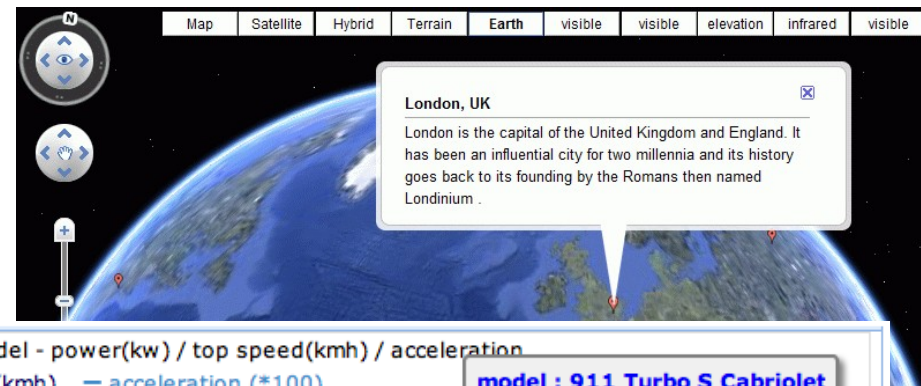 N
Map Satellite Hybrid Terrain Earth visible visible elevation infrared visible
London, UK
London is the capital of the United Kingdom and England. It
has been an influential city for two millennia and its history
goes back to its founding by the Romans then named
Londinium .
del - power(kw) / top speed(kmh) / acceleration
(kmh) — acceleration (*100)
model : 911 Turbo S Cabriolet